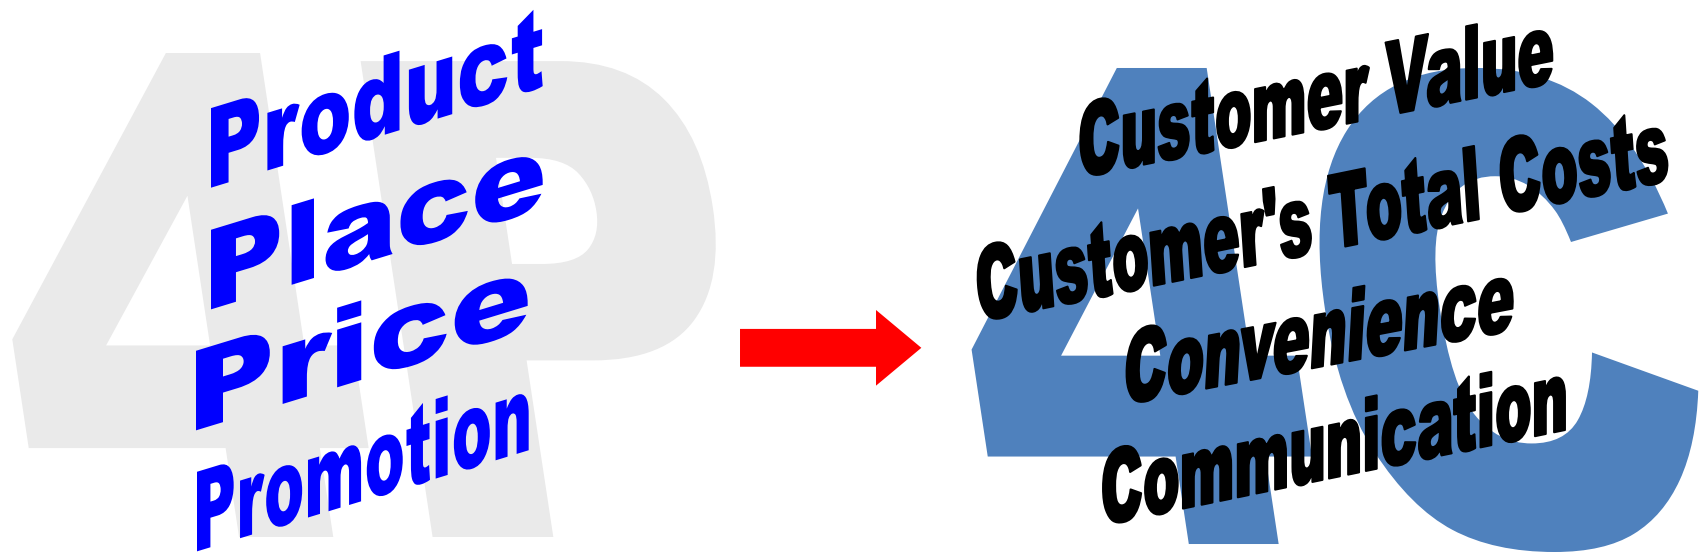 4P
Product
Place
Price
Promotion
4C
Customer Value
Customer's Total Costs
Convenience
Communication